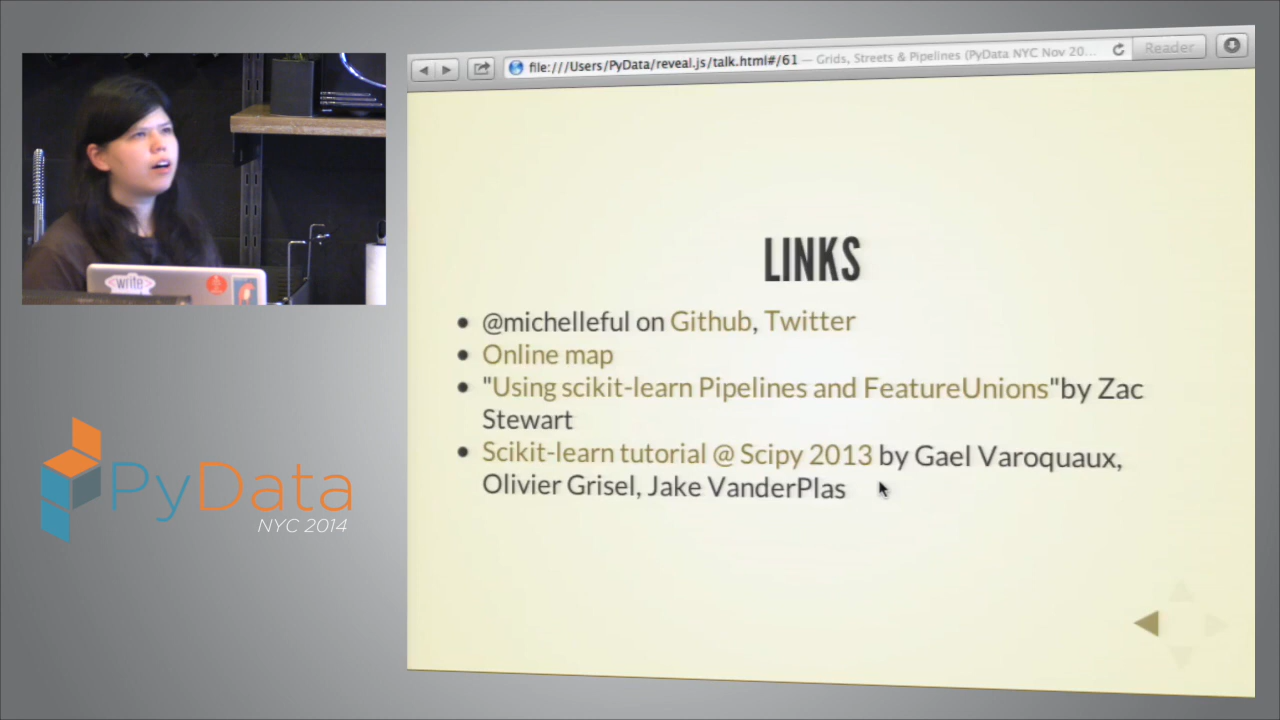 file:///Users/PyData/reveal.js/talk.html#/61 — Grids, Streets & Pipelines (PyData NYC Nov 20...
Reader
write
LINKS
@michelleful on Github, Twitter
Online map
"Using scikit-learn Pipelines and FeatureUnions"by Zac
Stewart
Scikit-learn tutorial @ Scipy 2013 by Gael Varoquaux,
Olivier Grisel, Jake VanderPlas
PyData
NYC 2014